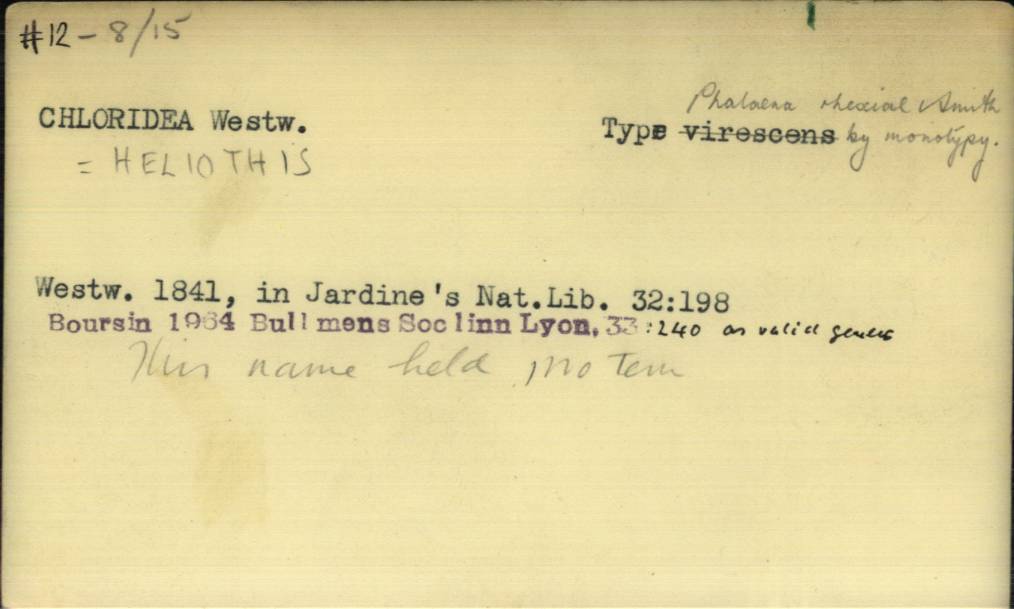 #12 - 8/15
CHLORIDEA Westw.
= HELIOTHIS
Phalaena rhexiae Smith
Type virescens by monotypy.
Westw. 1841, in Jardine's Nat.Lib. 32:198
Boursin 1964 Bull mens Soc linn Lyon, 33:240 as valid genus
This name held pro tem